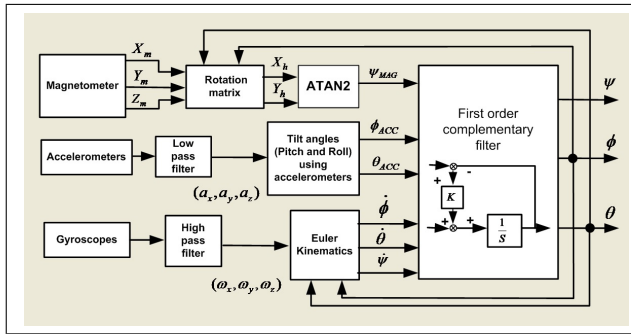 Magnetometer
X_m
Y_m
Z_m
Rotation
matrix
X_h
Y_h
ATAN2
ψ_MAG
Accelerometers
Low
pass
filter
(a_x, a_y, a_z)
Tilt angles
(Pitch and Roll)
using
accelerometers
ϕ_ACC
θ_ACC
Gyroscopes
High
pass
filter
(ω_x, ω_y, ω_z)
Euler
Kinematics
ϕ̇
θ̇
ψ̇
First order
complementary
filter
+
-
K
+
+
1
S
ψ
ϕ
θ